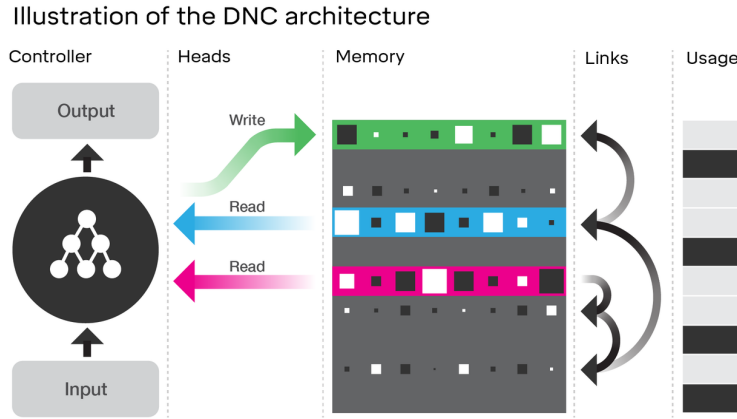 Illustration of the DNC architecture
Controller
Heads
Memory
Links
Usage
Output
Write
Read
Read
Input